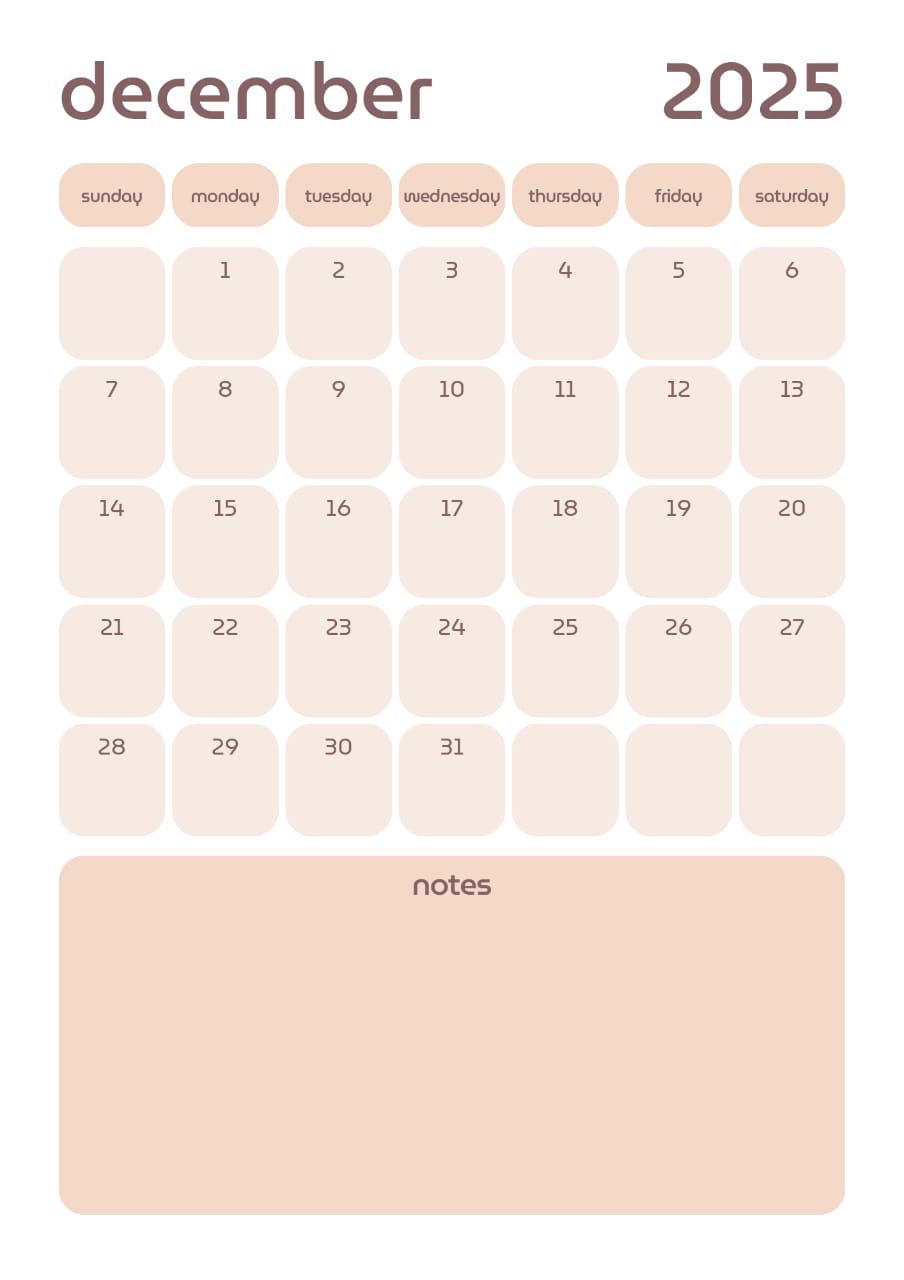 december 2025
sunday monday tuesday wednesday thursday friday saturday
1 2 3 4 5 6
7 8 9 10 11 12 13
14 15 16 17 18 19 20
21 22 23 24 25 26 27
28 29 30 31
notes